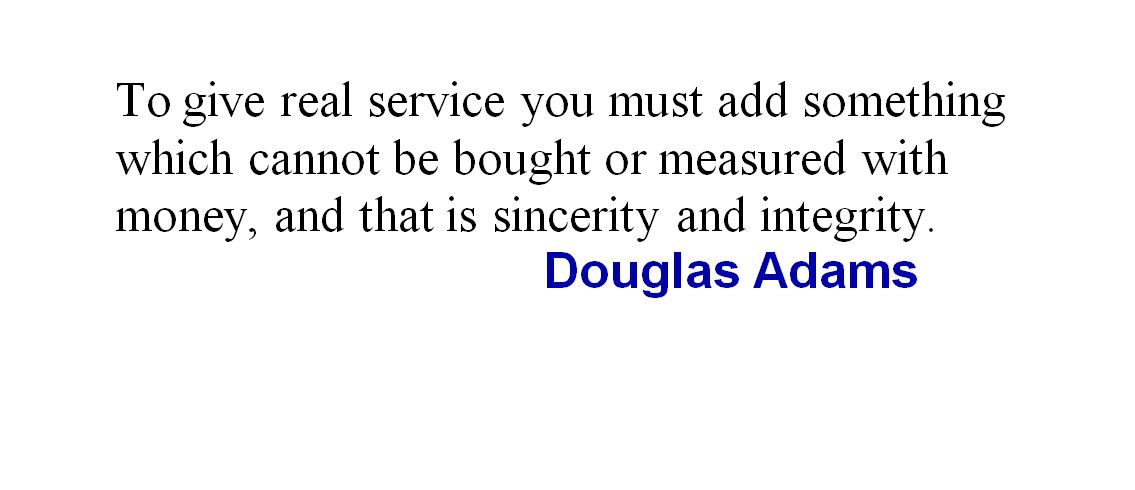 To give real service you must add something
which cannot be bought or measured with
money, and that is sincerity and integrity.
Douglas Adams